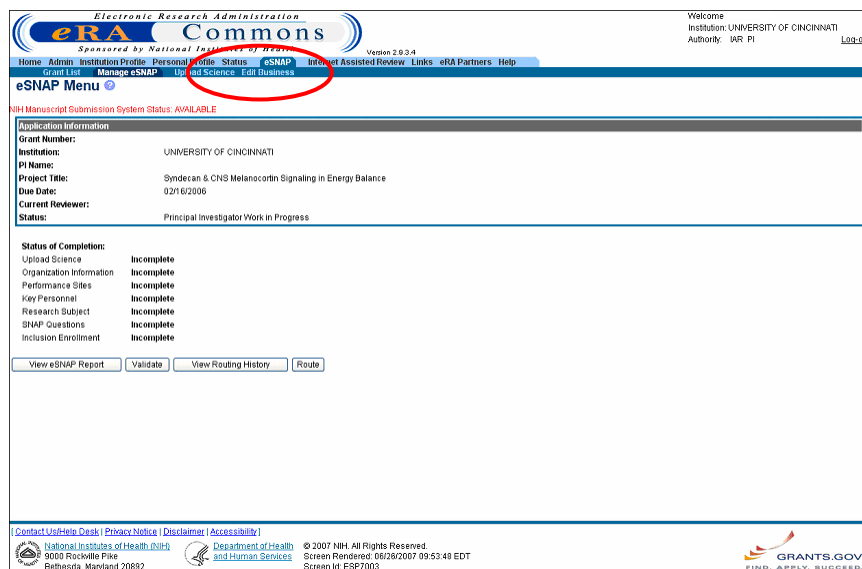 Electronic Research Administration
eRA Commons
Sponsored by National Institutes of Health
Version 2.9.3.4
Welcome
Institution: UNIVERSITY OF CINCINNATI
Authority: IAR PI
Log-o
Home Admin Institution Profile Personal Profile Status eSNAP Internet Assisted Review Links eRA Partners Help
Grant List Manage eSNAP Upload Science Edit Business
eSNAP Menu ?
NIH Manuscript Submission System Status: AVAILABLE
Application Information
Grant Number:
Institution: UNIVERSITY OF CINCINNATI
PI Name:
Project Title: Syndecan & CNS Melanocortin Signaling in Energy Balance
Due Date: 02/16/2006
Current Reviewer:
Status: Principal Investigator Work in Progress
Status of Completion:
Upload Science Incomplete
Organization Information Incomplete
Performance Sites Incomplete
Key Personnel Incomplete
Research Subject Incomplete
SNAP Questions Incomplete
Inclusion Enrollment Incomplete
View eSNAP Report Validate View Routing History Route
[ Contact Us/Help Desk | Privacy Notice | Disclaimer | Accessibility ]
National Institutes of Health (NIH)
9000 Rockville Pike
Bethesda, Maryland 20892
Department of Health
and Human Services
© 2007 NIH. All Rights Reserved.
Screen Rendered: 06/26/2007 09:53:48 EDT
Screen Id: ESP7003
GRANTS.GOV
FIND. APPLY. SUCCEED.